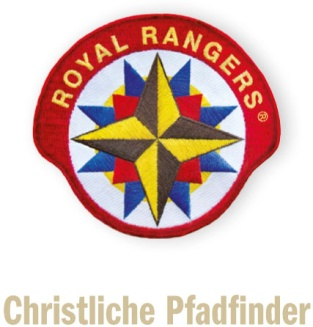 ROYAL RANGERS®
Christliche Pfadfinder